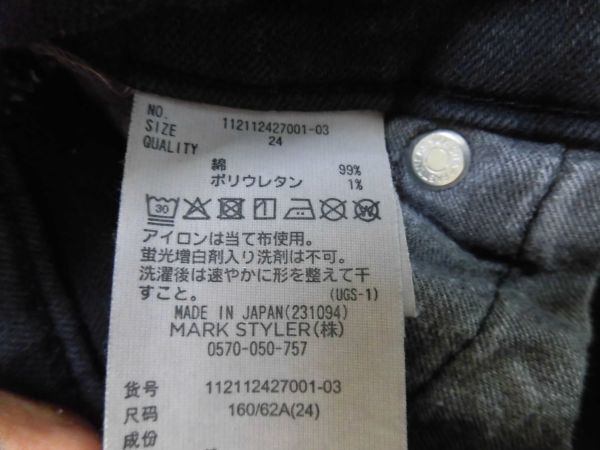 NO. 112112427001-03
SIZE 24
QUALITY
綿 99%
ポリウレタン 1%
30
アイロンは当て布使用。
蛍光増白剤入り洗剤は不可。
洗濯後は速やかに形を整えて干
すこと。 (UGS-1)
MADE IN JAPAN(231094)
MARK STYLER(株)
0570-050-757
货号 112112427001-03
尺码 160/62A(24)
成份